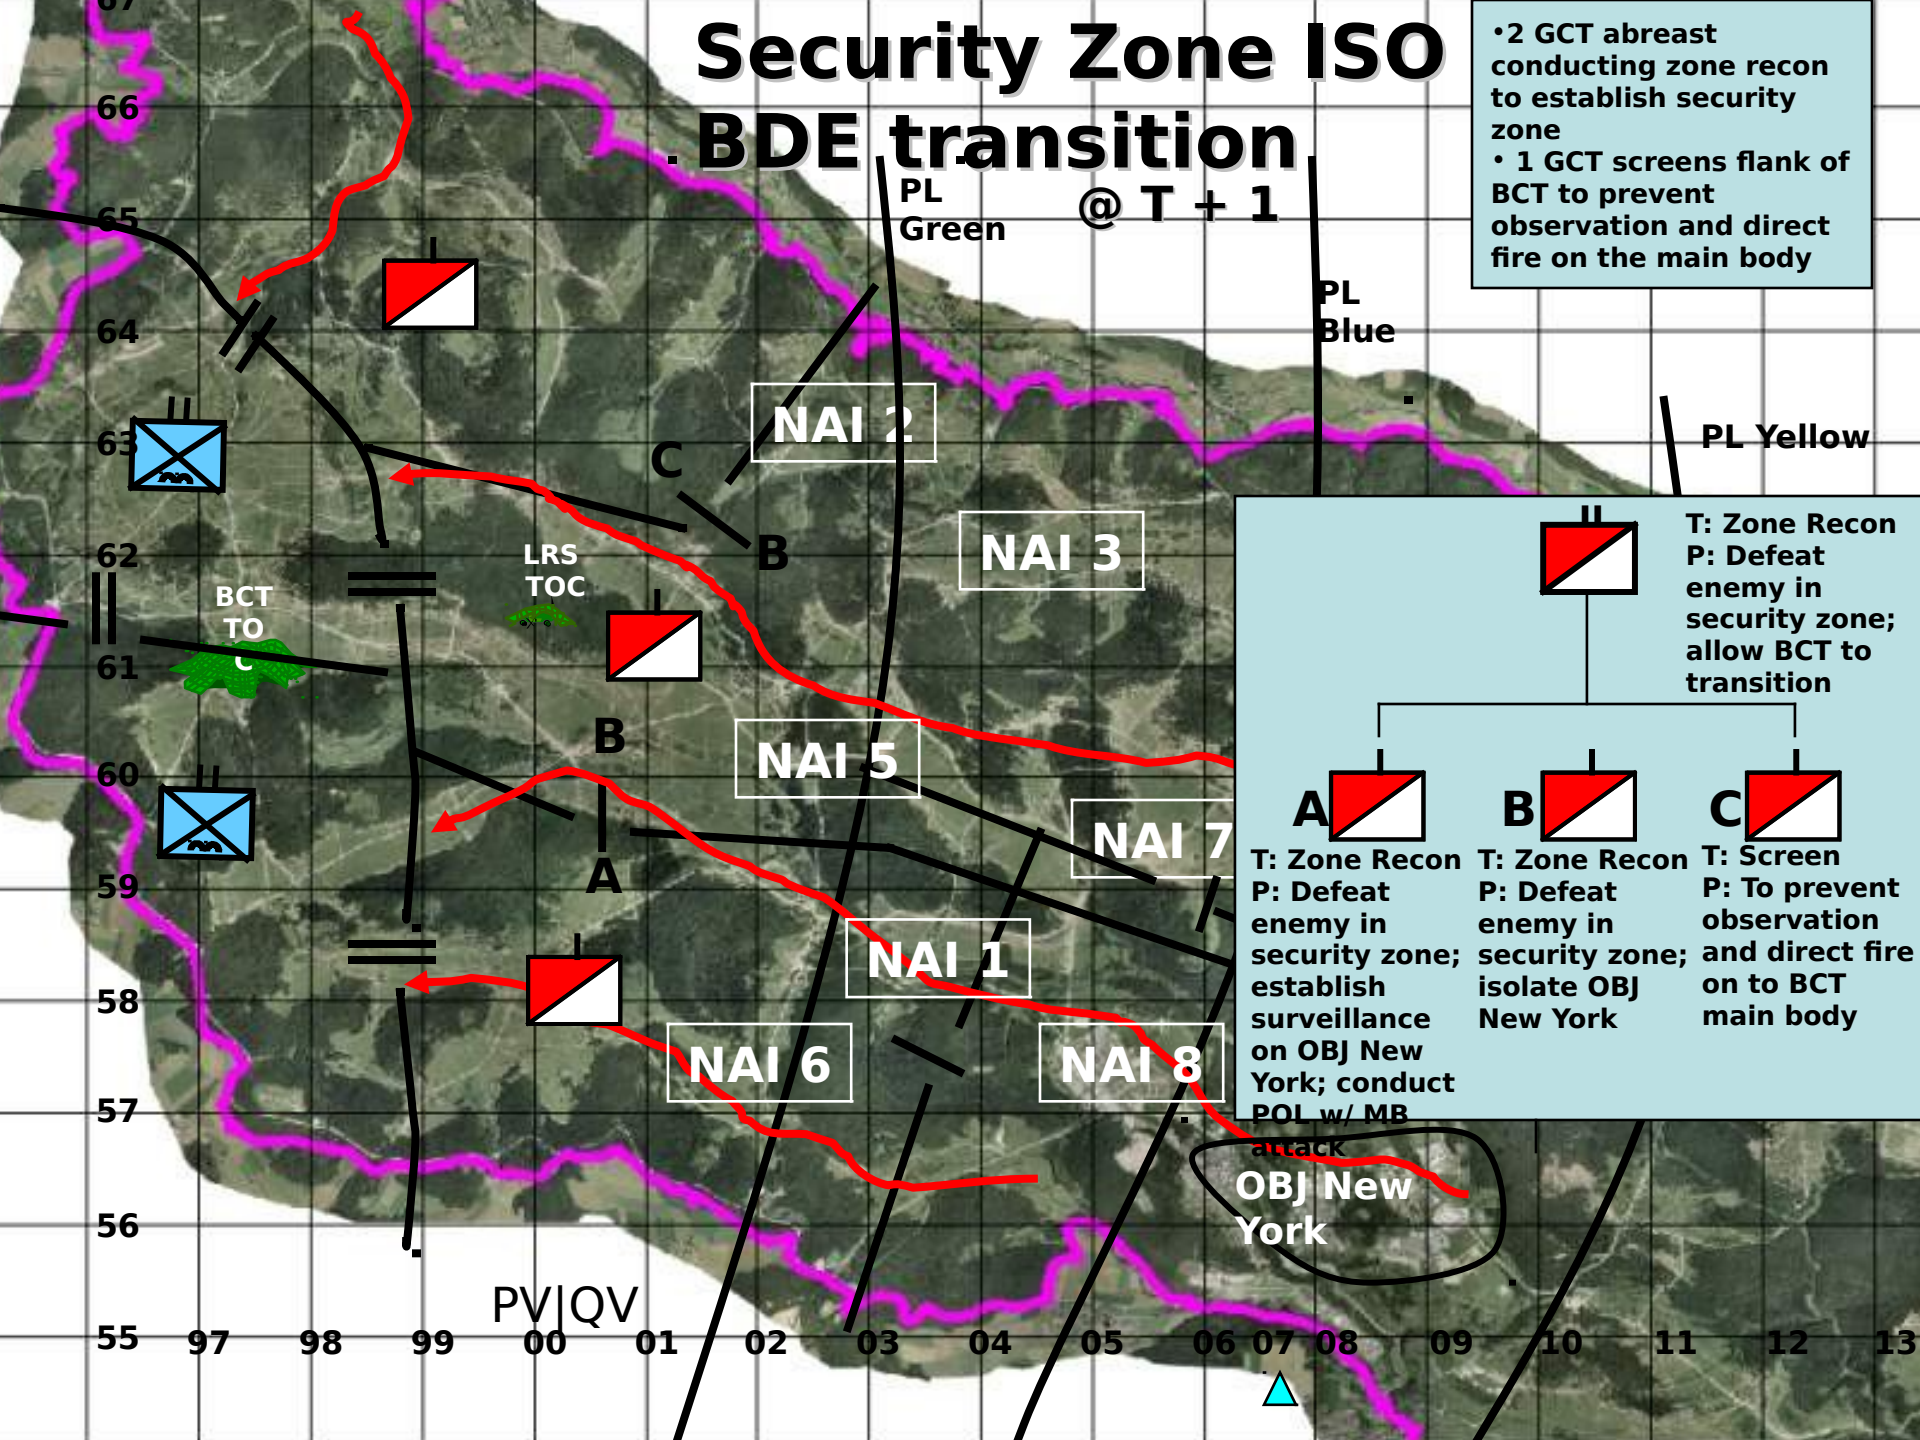 Security Zone ISO
BDE transition
@ T + 1
•2 GCT abreast
conducting zone recon
to establish security
zone
• 1 GCT screens flank of
BCT to prevent
observation and direct
fire on the main body
67
66
65
64
63
62
61
60
59
58
57
56
55
PL
Green
PL
Blue
PL Yellow
NAI 2
C
B
NAI 3
LRS
TOC
BCT
TO
C
B
A
NAI 5
NAI 7
NAI 1
NAI 6
NAI 8
T: Zone Recon
P: Defeat
enemy in
security zone;
allow BCT to
transition
A
T: Zone Recon
P: Defeat
enemy in
security zone;
establish
surveillance
on OBJ New
York; conduct
POL w/ MB
attack
B
T: Zone Recon
P: Defeat
enemy in
security zone;
isolate OBJ
New York
C
T: Screen
P: To prevent
observation
and direct fire
on to BCT
main body
OBJ New
York
PV|QV
97 98 99 00 01 02 03 04 05 06 07 08 09 10 11 12 13